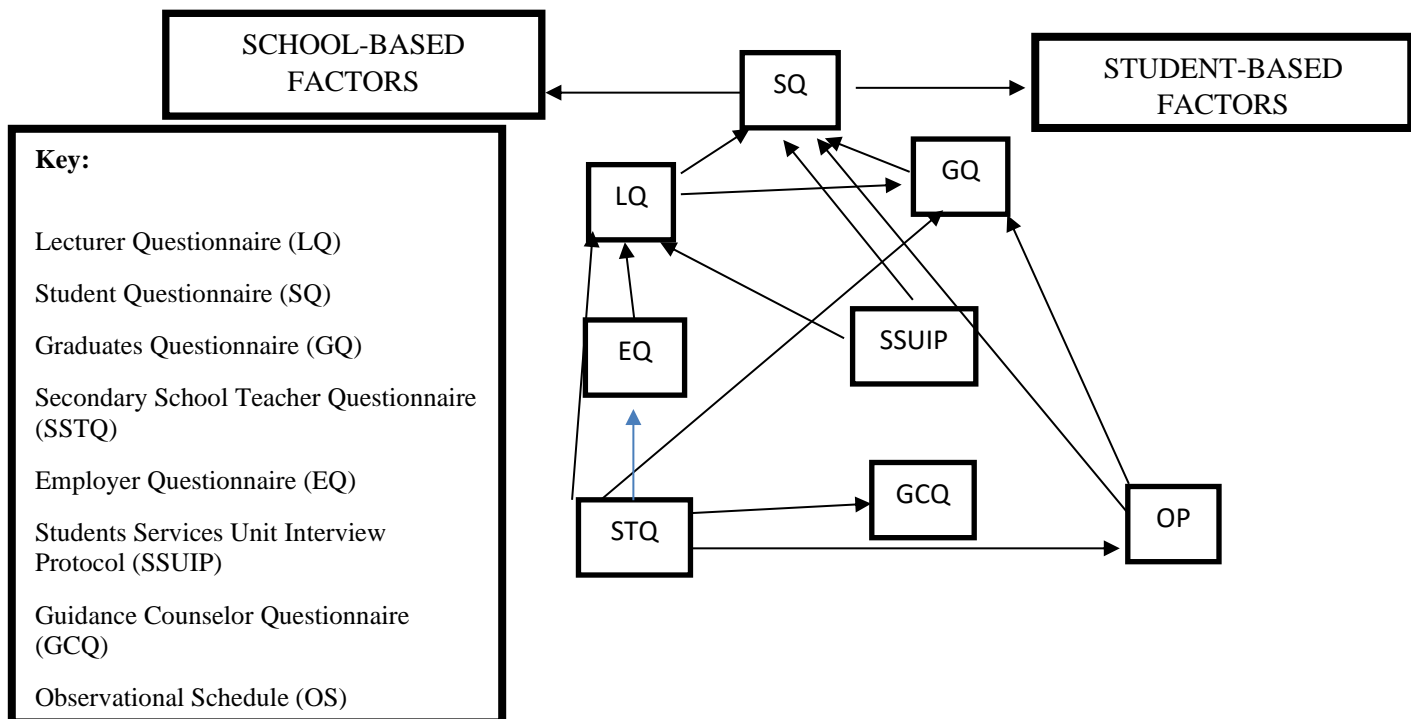 SCHOOL-BASED
FACTORS
SQ
STUDENT-BASED
FACTORS
Key:
Lecturer Questionnaire (LQ)
Student Questionnaire (SQ)
Graduates Questionnaire (GQ)
Secondary School Teacher Questionnaire
(SSTQ)
Employer Questionnaire (EQ)
Students Services Unit Interview
Protocol (SSUIP)
Guidance Counselor Questionnaire
(GCQ)
Observational Schedule (OS)
LQ
GQ
EQ
SSUIP
STQ
GCQ
OP